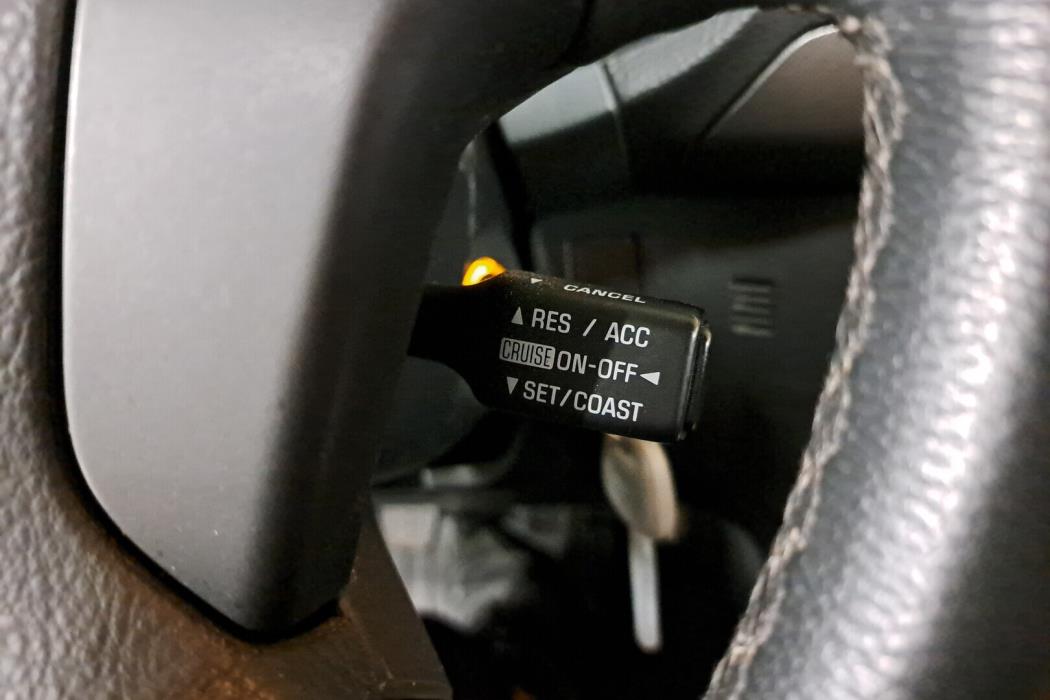 ▼ CANCEL
▲ RES / ACC
CRUISE ON-OFF ◄
▼ SET/COAST